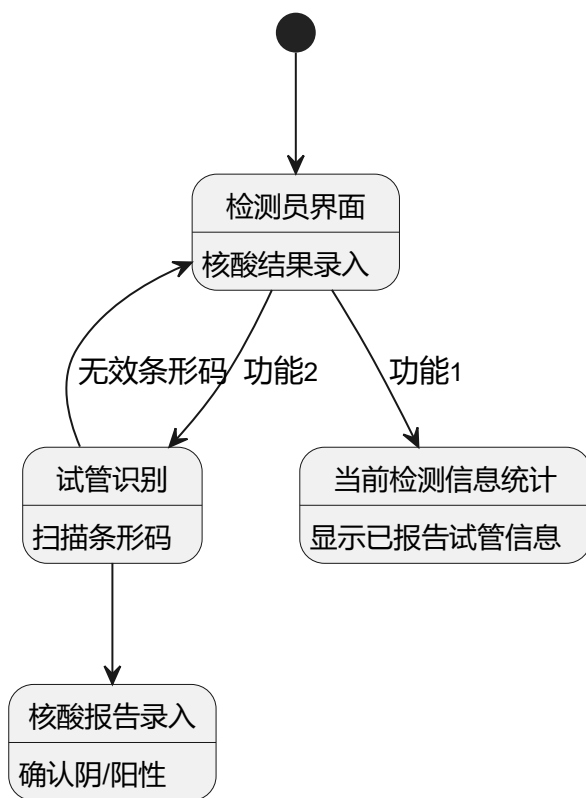 检测员界面
核酸结果录入
无效条形码
功能2
功能1
试管识别
扫描条形码
当前检测信息统计
显示已报告试管信息
核酸报告录入
确认阴/阳性